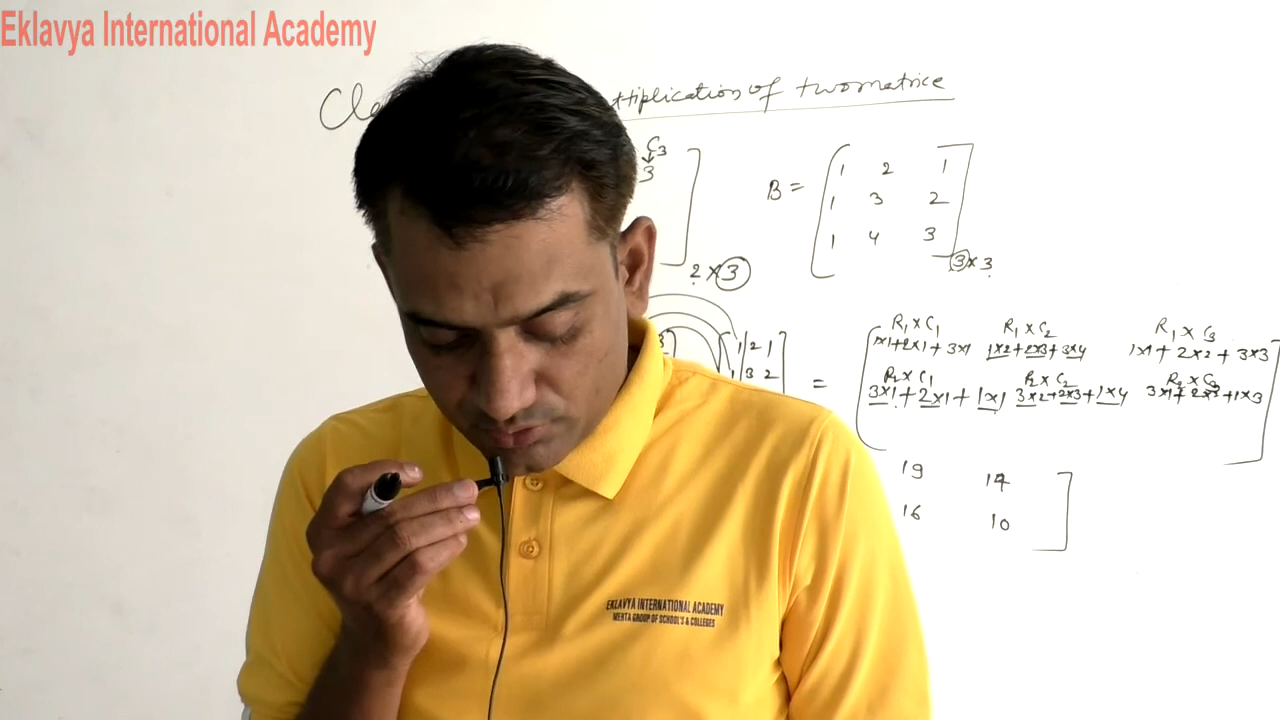 Eklavya International Academy
Cla ttiplication of two matrice
C3
3
B = 1 2 1
1 3 2
1 4 3
2 × 3
3 × 3
R1 × C1 R1 × C2 R1 × C3
1×1+2×1+3×1 1×2+2×3+3×4 1×1+2×2+3×3
3 1 2 1
1 3 2
=
R2 × C1 R2 × C2 R2 × C3
3×1+2×1+1×1 3×2+2×3+1×4 3×1+2×2+1×3
19 14
16 10
EKLAVYA INTERNATIONAL ACADEMY
MEHTA GROUP OF SCHOOL'S & COLLEGES